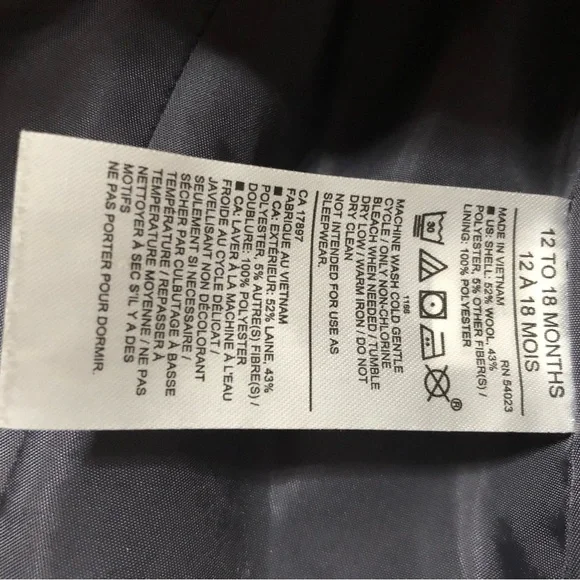 12 TO 18 MONTHS
12 À 18 MOIS
RN 54023
MADE IN VIETNAM
■ US: SHELL: 52% WOOL, 43%
POLYESTER, 5% OTHER FIBER(S) /
LINING: 100% POLYESTER
30
®
1198
MACHINE WASH COLD GENTLE
CYCLE / ONLY NON-CHLORINE
BLEACH WHEN NEEDED / TUMBLE
DRY LOW / WARM IRON / DO NOT
DRY CLEAN
NOT INTENDED FOR USE AS
SLEEPWEAR.
CA 17897
FABRIQUÉ AU VIETNAM
■ CA: EXTÉRIEUR: 52% LAINE, 43%
POLYESTER, 5% AUTRE(S) FIBRE(S) /
DOUBLURE: 100% POLYESTER
■ CA: LAVER À LA MACHINE À L'EAU
FROIDE AU CYCLE DÉLICAT /
JAVELLISANT NON DÉCOLORANT
SEULEMENT SI NÉCESSAIRE /
SÉCHER PAR CULBUTAGE À BASSE
TEMPÉRATURE / REPASSER À
TEMPÉRATURE MOYENNE / NE PAS
NETTOYER À SEC S'IL Y A DES
MOTIFS
NE PAS PORTER POUR DORMIR.